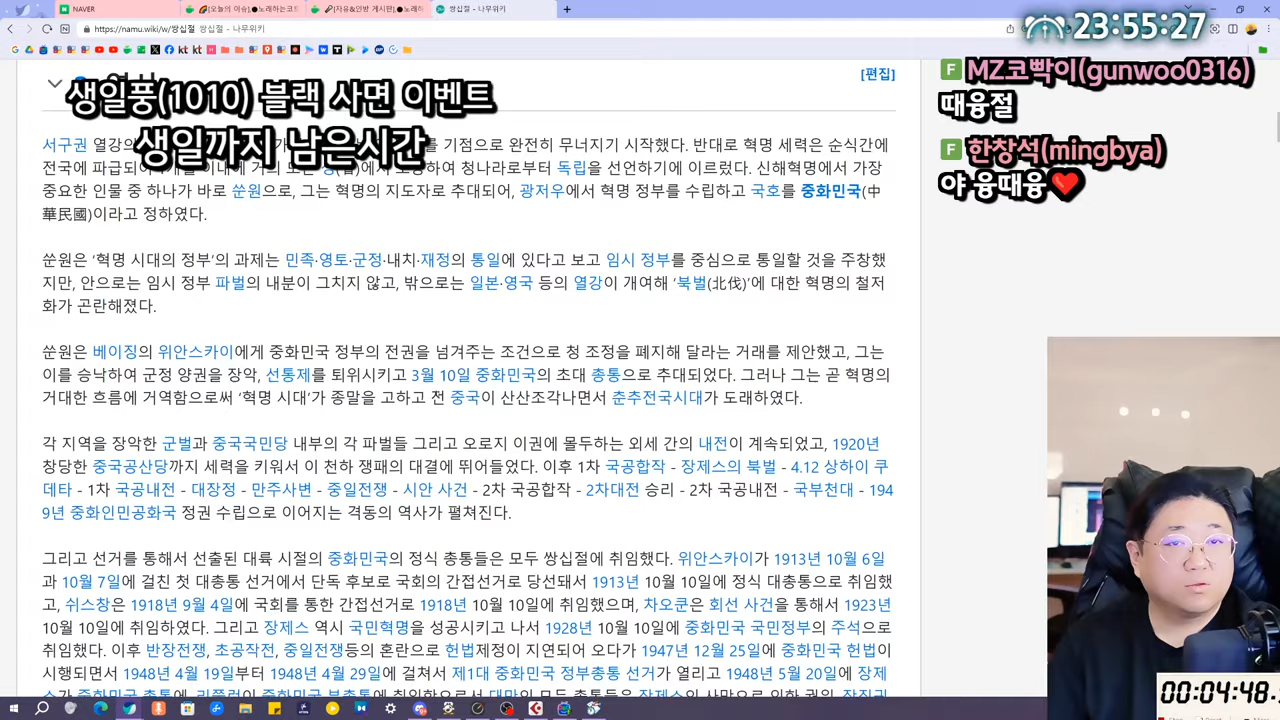 NAVER
[오늘의 이슈],●노래하는코트
[자유&인방 게시판],●노래하
쌍십절 - 나무위키
https://namu.wiki/w/쌍십절 쌍십절 - 나무위키
23:55:27
[편집]
생일풍(1010) 블랙 사면 이벤트
생일까지 남은시간
서구권 열강의
를 기점으로 완전히 무너지기 시작했다. 반대로 혁명 세력은 순식간에
전국에 파급되어
하여 청나라로부터 독립을 선언하기에 이르렀다. 신해혁명에서 가장
중요한 인물 중 하나가 바로 쑨원으로, 그는 혁명의 지도자로 추대되어, 광저우에서 혁명 정부를 수립하고 국호를 중화민국(中
華民國)이라고 정하였다.
쑨원은 ‘혁명 시대의 정부’의 과제는 민족·영토·군정·내치·재정의 통일에 있다고 보고 임시 정부를 중심으로 통일할 것을 주창했
지만, 안으로는 임시 정부 파벌의 내분이 그치지 않고, 밖으로는 일본·영국 등의 열강이 개여해 ‘북벌(北伐)’에 대한 혁명의 철저
화가 곤란해졌다.
쑨원은 베이징의 위안스카이에게 중화민국 정부의 전권을 넘겨주는 조건으로 청 조정을 폐지해 달라는 거래를 제안했고, 그는
이를 승낙하여 군정 양권을 장악, 선통제를 퇴위시키고 3월 10일 중화민국의 초대 총통으로 추대되었다. 그러나 그는 곧 혁명의
거대한 흐름에 거역함으로써 ‘혁명 시대’가 종말을 고하고 전 중국이 산산조각나면서 춘추전국시대가 도래하였다.
각 지역을 장악한 군벌과 중국국민당 내부의 각 파벌들 그리고 오로지 이권에 몰두하는 외세 간의 내전이 계속되었고, 1920년
창당한 중국공산당까지 세력을 키워서 이 천하 쟁패의 대결에 뛰어들었다. 이후 1차 국공합작 - 장제스의 북벌 - 4.12 상하이 쿠
데타 - 1차 국공내전 - 대장정 - 만주사변 - 중일전쟁 - 시안 사건 - 2차 국공합작 - 2차대전 승리 - 2차 국공내전 - 국부천대 - 194
9년 중화인민공화국 정권 수립으로 이어지는 격동의 역사가 펼쳐진다.
그리고 선거를 통해서 선출된 대륙 시절의 중화민국의 정식 총통들은 모두 쌍십절에 취임했다. 위안스카이가 1913년 10월 6일
과 10월 7일에 걸친 첫 대총통 선거에서 단독 후보로 국회의 간접선거로 당선돼서 1913년 10월 10일에 정식 대총통으로 취임했
고, 쉬스창은 1918년 9월 4일에 국회를 통한 간접선거로 1918년 10월 10일에 취임했으며, 차오쿤은 회선 사건을 통해서 1923년
10월 10일에 취임하였다. 그리고 장제스 역시 국민혁명을 성공시키고 나서 1928년 10월 10일에 중화민국 국민정부의 주석으로
취임했다. 이후 반장전쟁, 초공작전, 중일전쟁등의 혼란으로 헌법제정이 지연되어 오다가 1947년 12월 25일에 중화민국 헌법이
시행되면서 1948년 4월 19일부터 1948년 4월 29일에 걸쳐서 제1대 중화민국 정부총통 선거가 열리고 1948년 5월 20일에 장제
MZ코빡이(gunwoo0316)
때융절
한창석(mingbya)
야 융때융❤️
00:04:48.